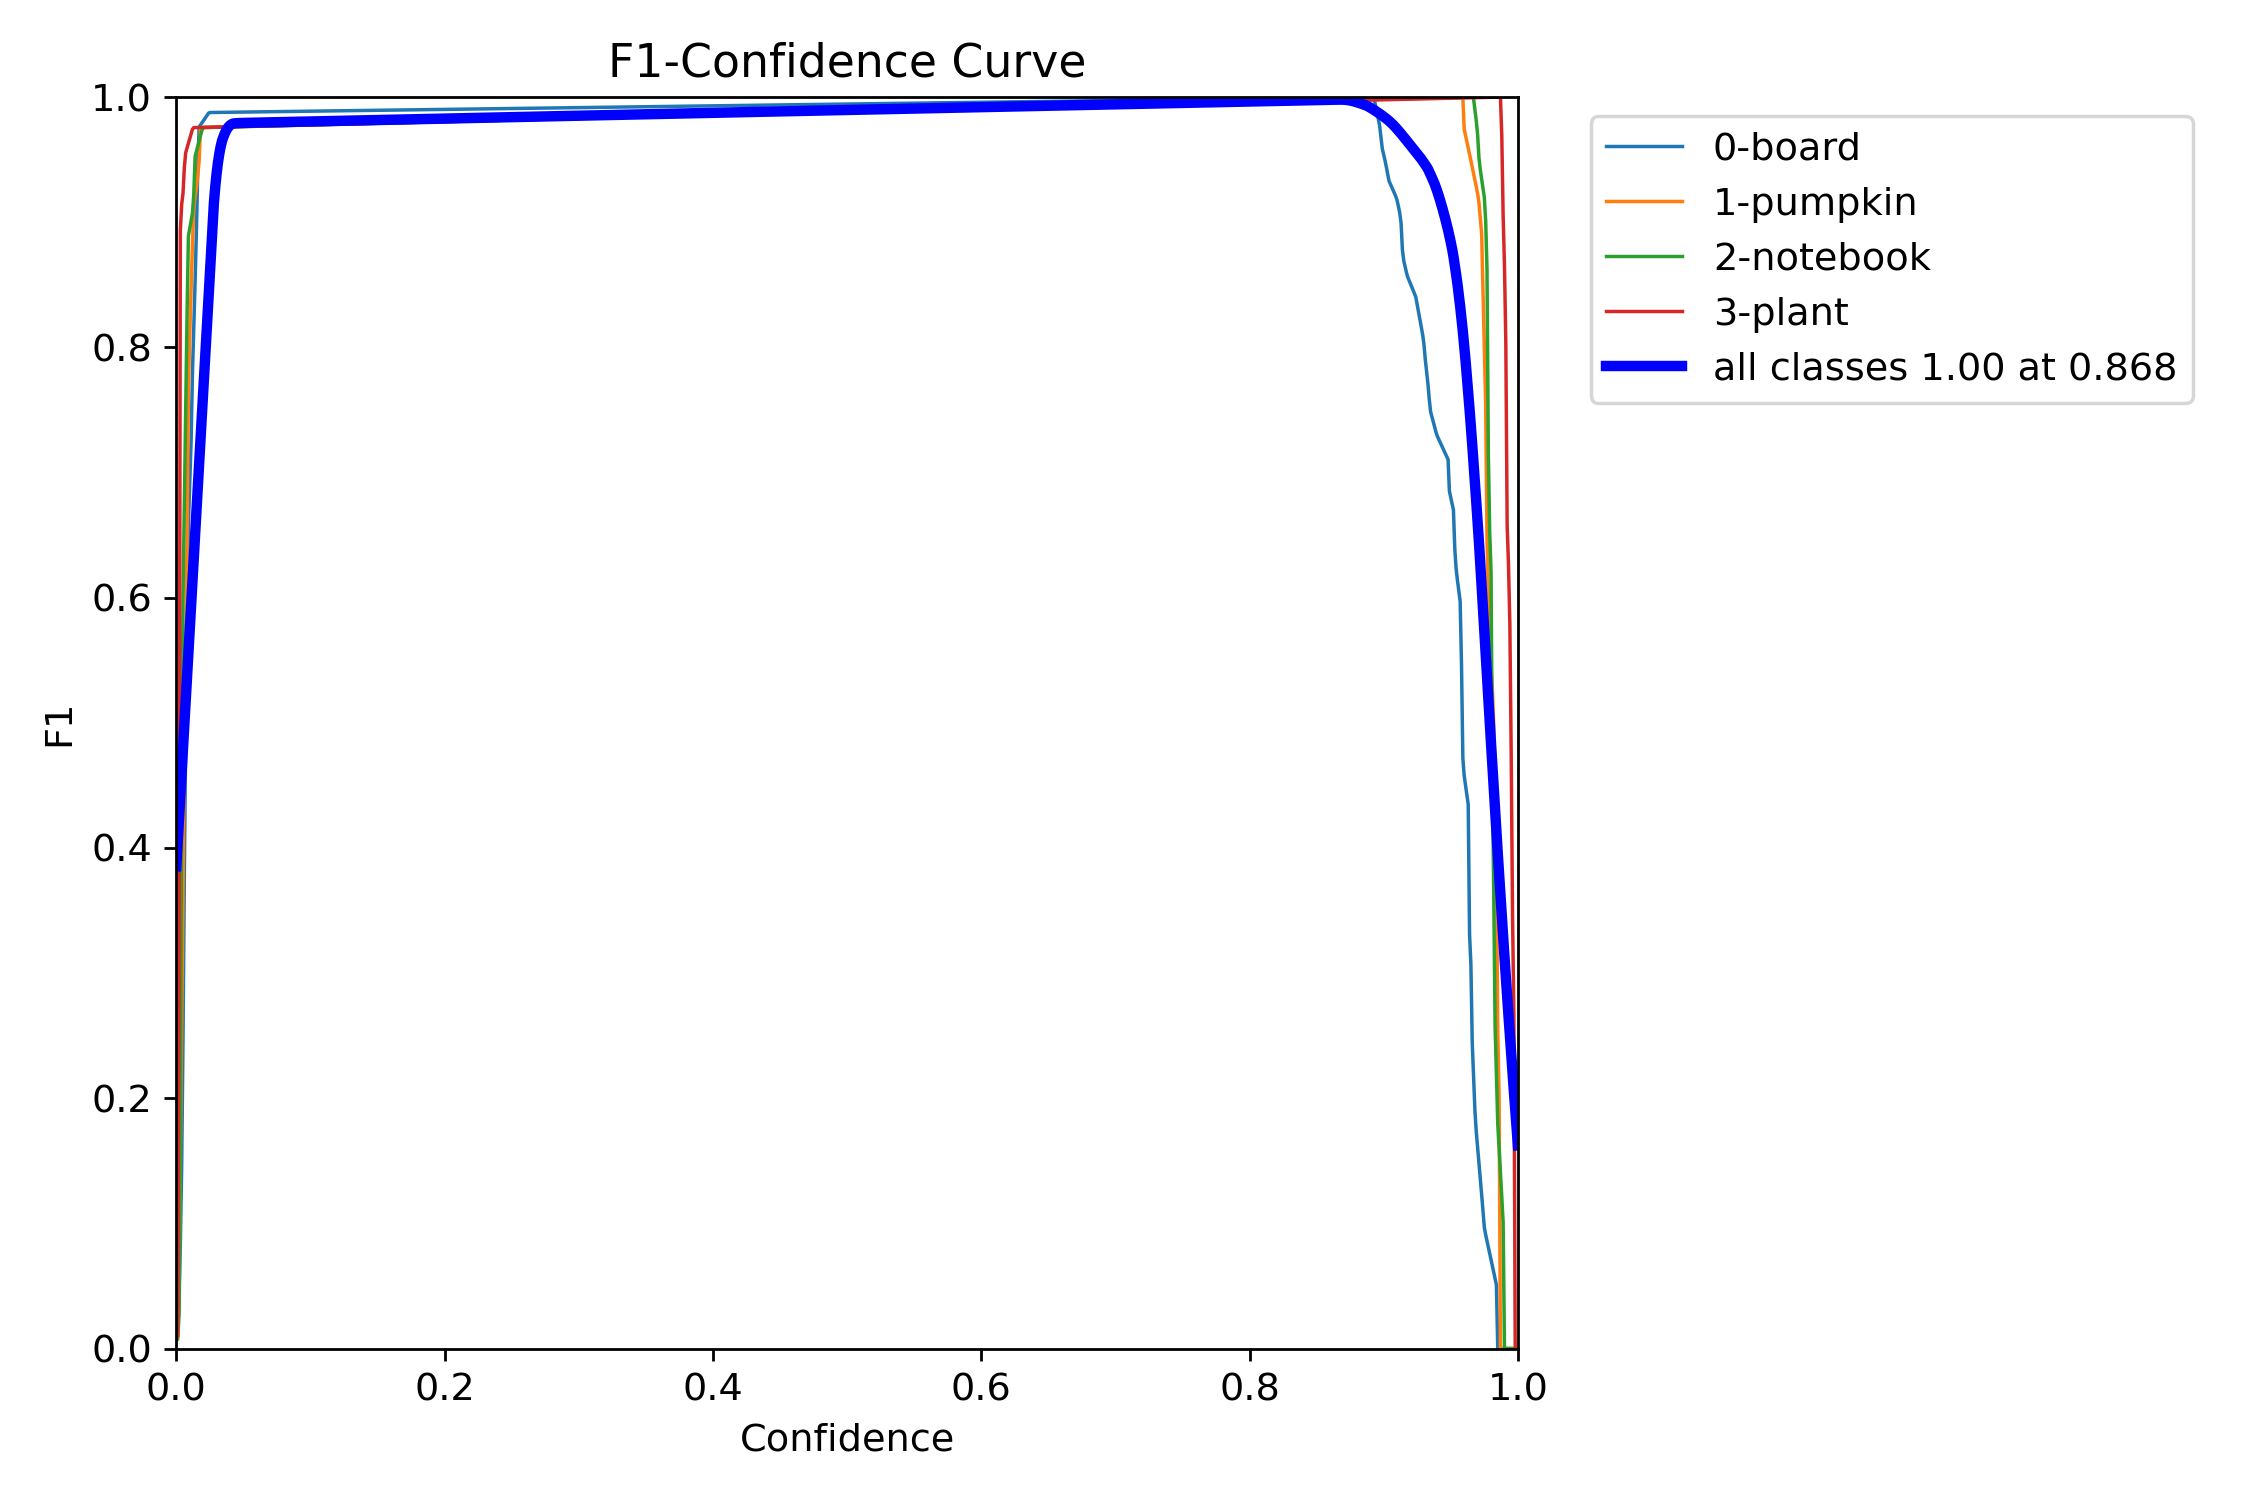 F1-Confidence Curve
1.0
0.8
0.6
0.4
0.2
0.0
F1
0.0 0.2 0.4 0.6 0.8 1.0
Confidence
0-board
1-pumpkin
2-notebook
3-plant
all classes 1.00 at 0.868